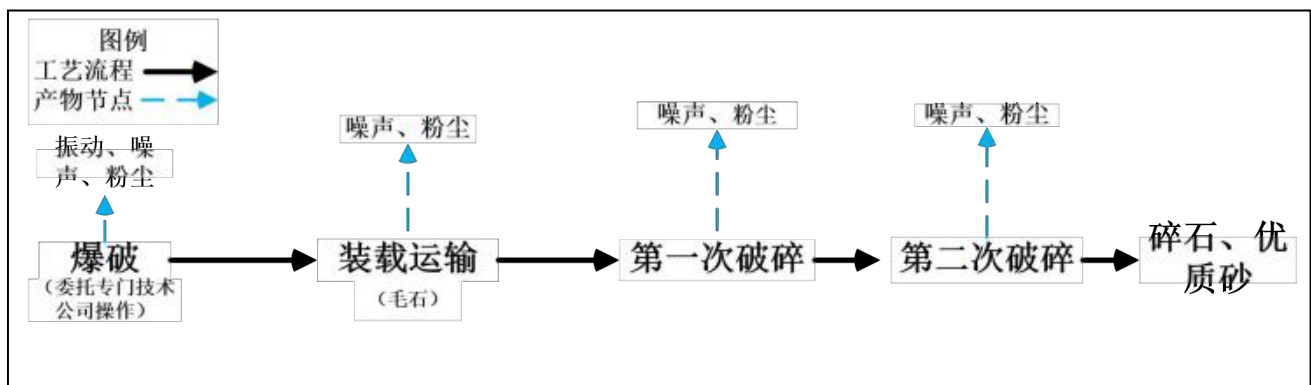 图例
工艺流程
产物节点
振动、噪
声、粉尘
噪声、粉尘
噪声、粉尘
噪声、粉尘
爆破
（委托专门技术
公司操作）
装载运输
（毛石）
第一次破碎
第二次破碎
碎石、优
质砂